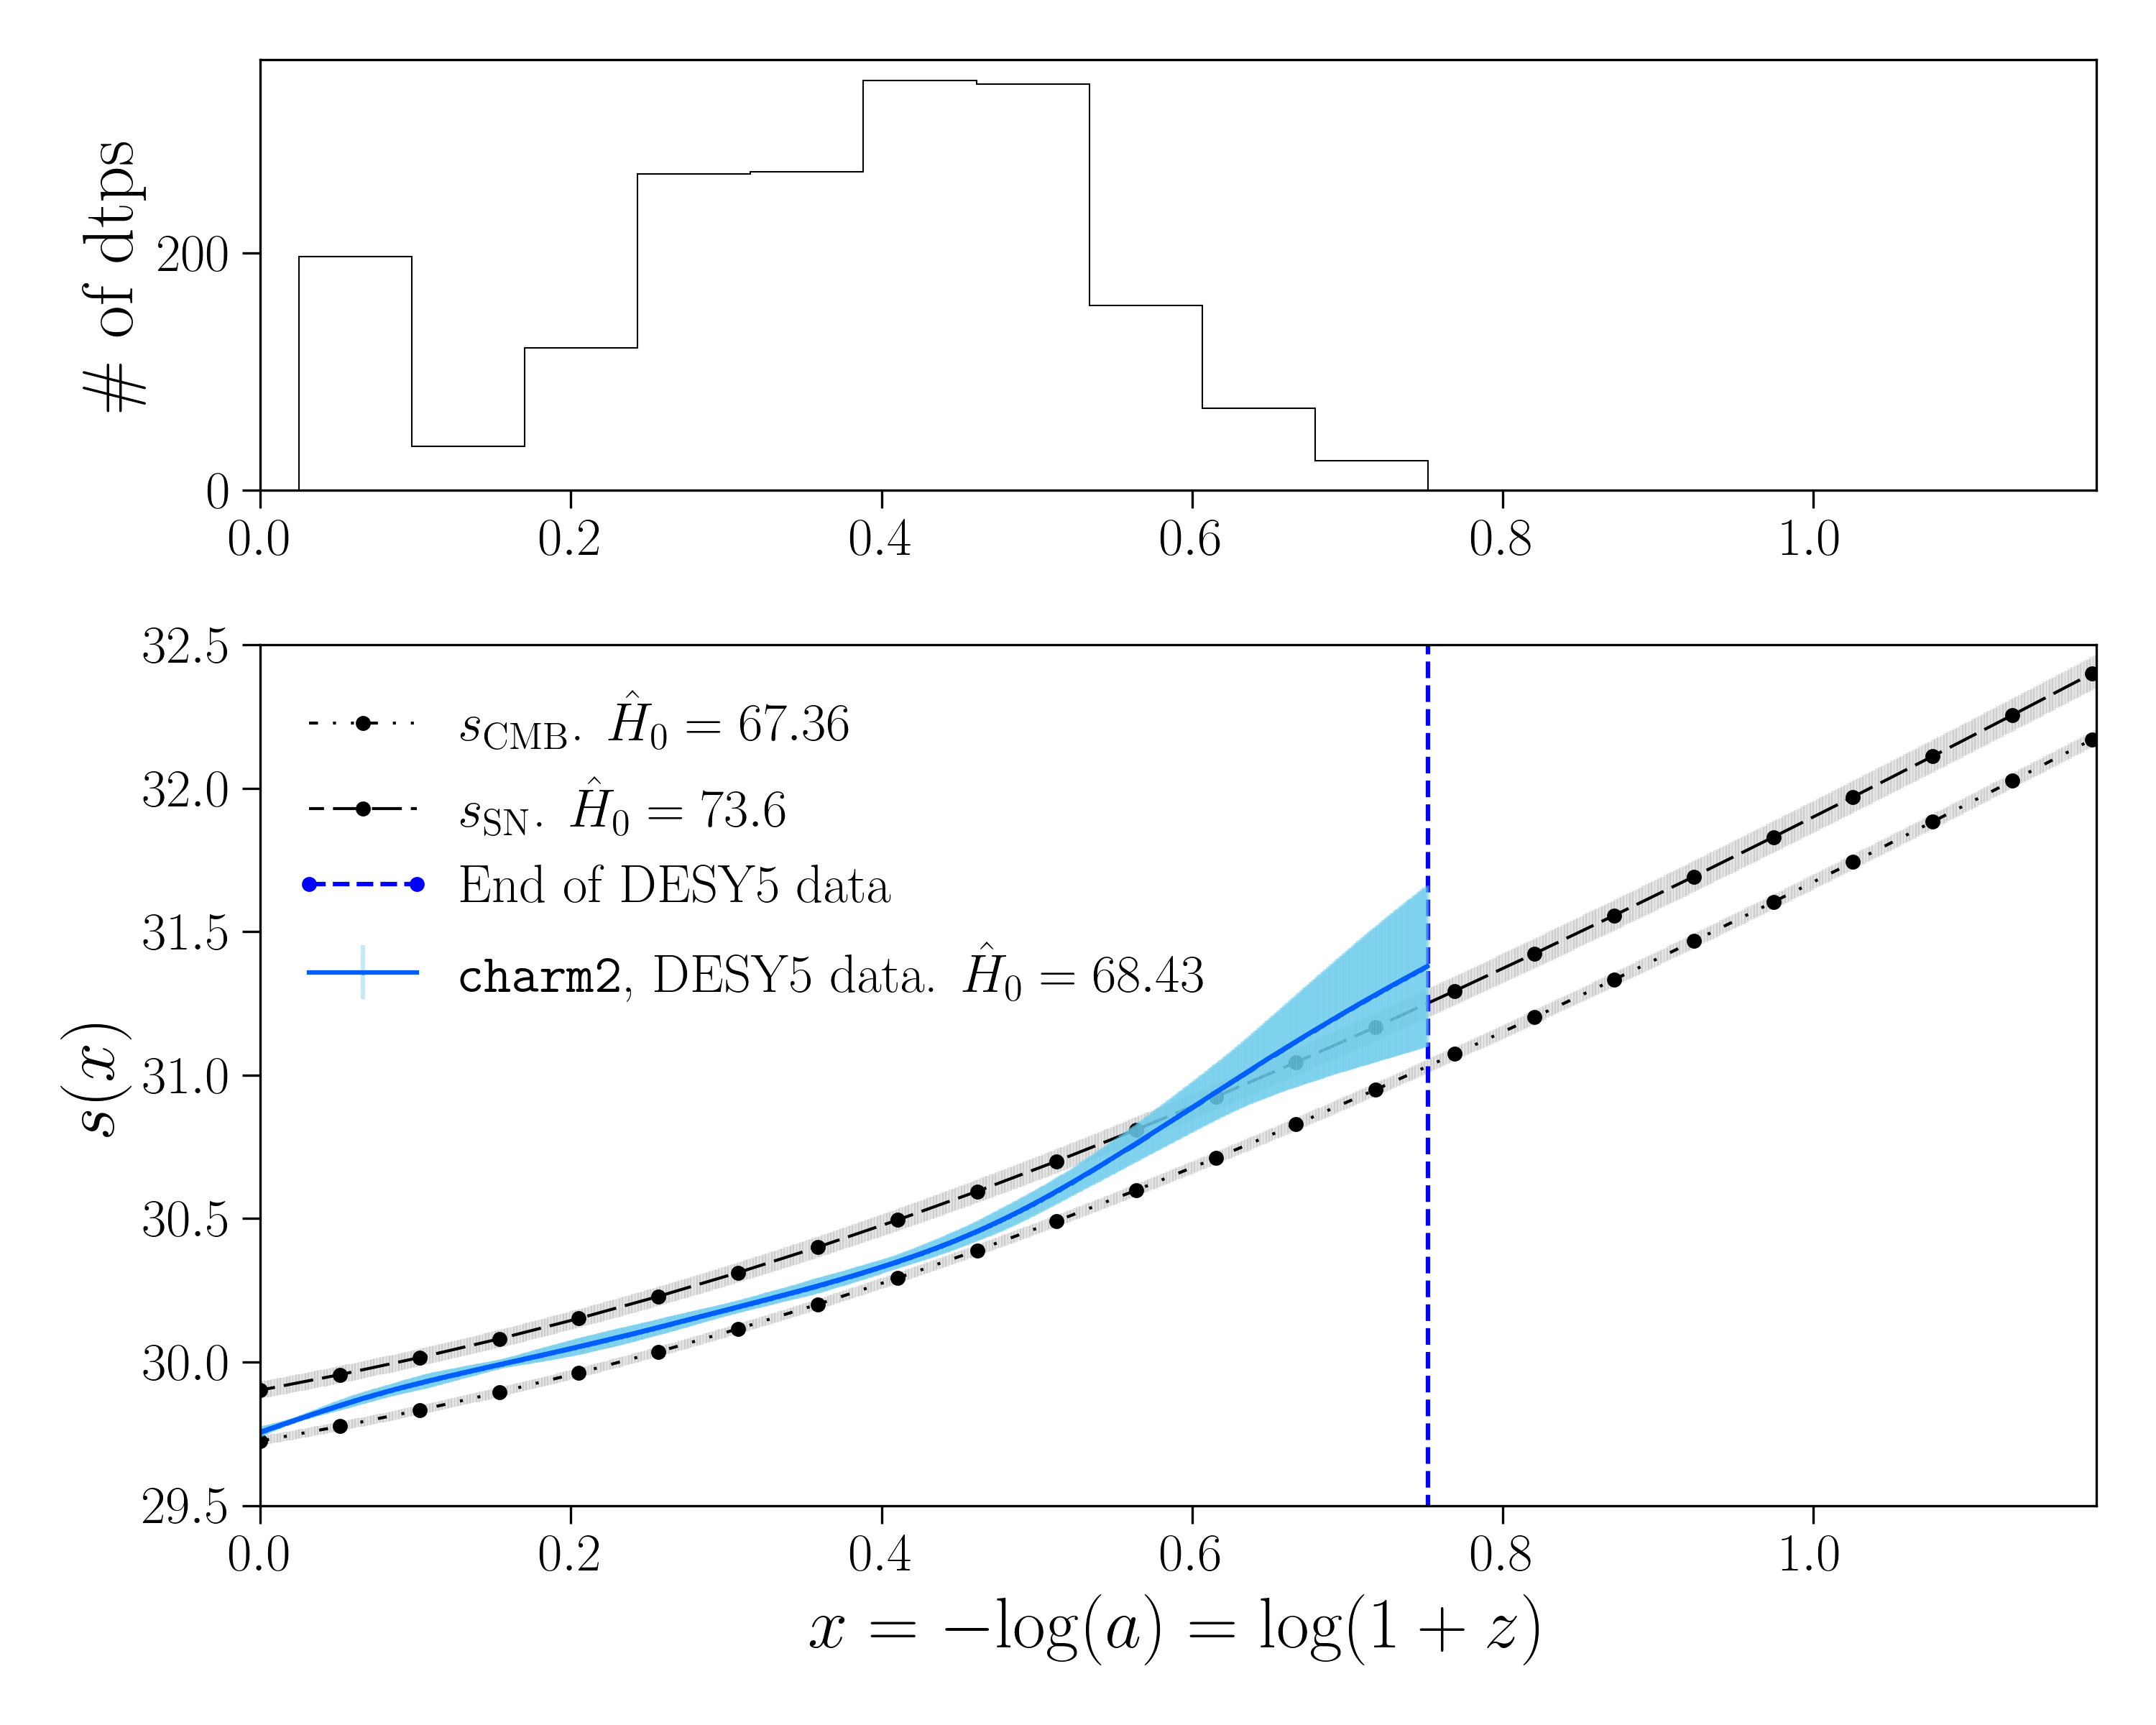 # of dtps
200
0
0.0 0.2 0.4 0.6 0.8 1.0
s(x)
32.5
32.0
31.5
31.0
30.5
30.0
29.5
s_CMB. Ĥ_0 = 67.36
s_SN. Ĥ_0 = 73.6
End of DESY5 data
charm2, DESY5 data. Ĥ_0 = 68.43
0.0 0.2 0.4 0.6 0.8 1.0
x = −log(a) = log(1 + z)